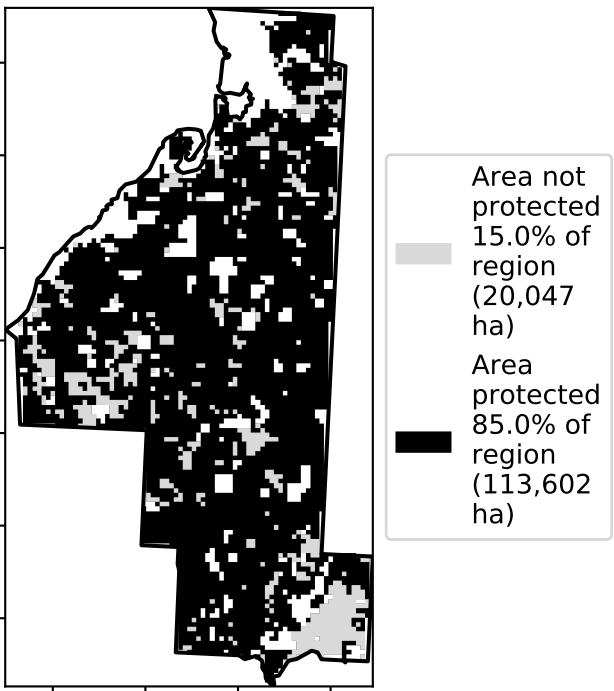 Area not
protected
15.0% of
region
(20,047
ha)
Area
protected
85.0% of
region
(113,602
ha)